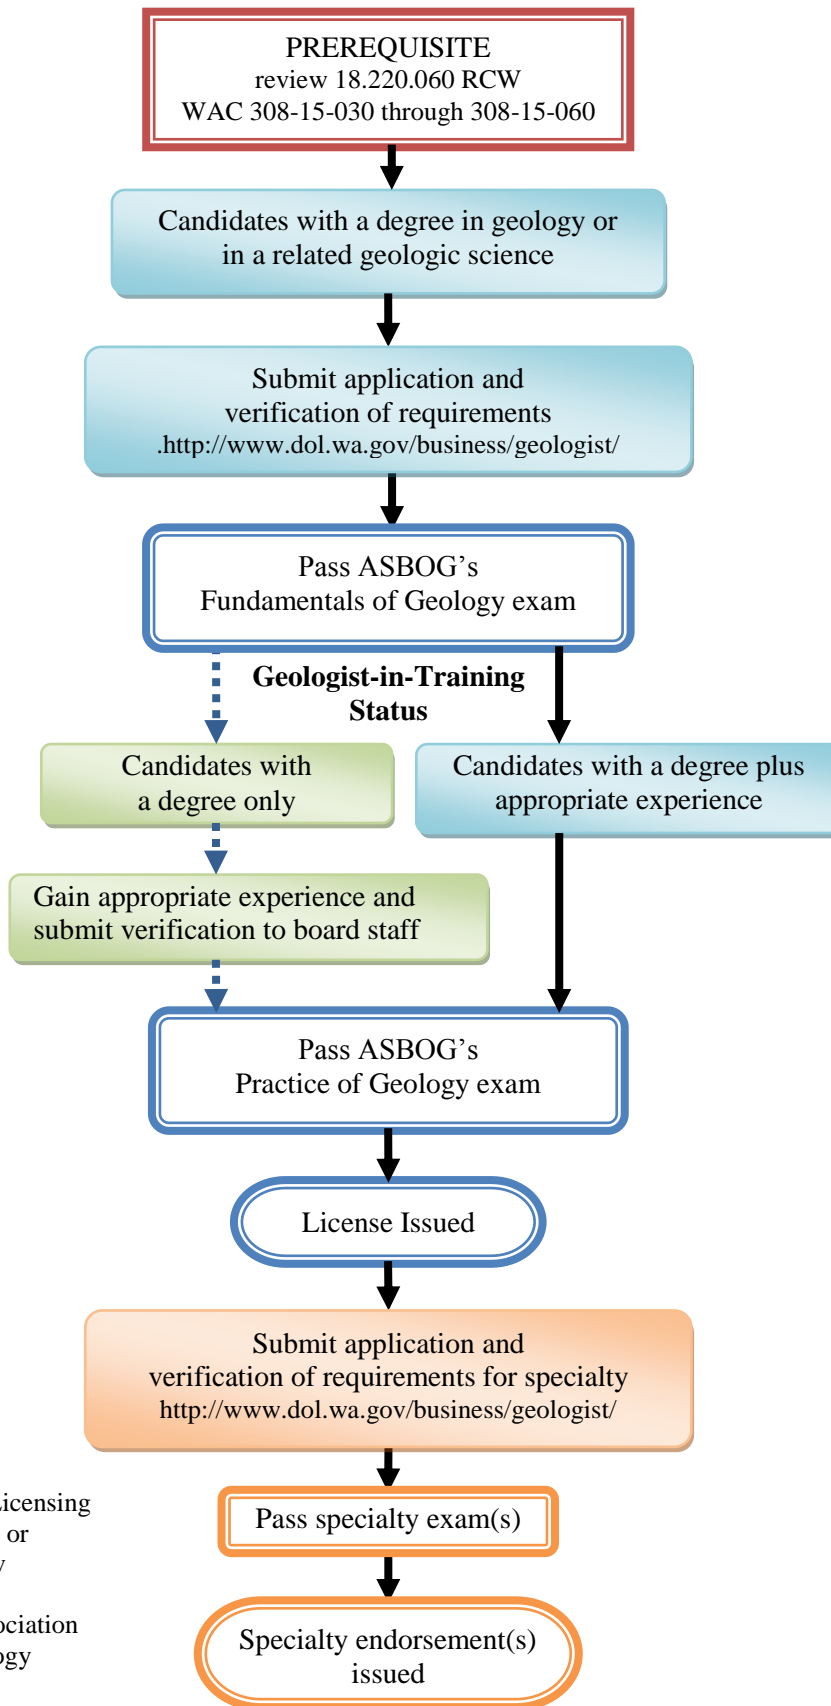 PREREQUISITE
review 18.220.060 RCW
WAC 308-15-030 through 308-15-060
Candidates with a degree in geology or
in a related geologic science
Submit application and
verification of requirements
.http://www.dol.wa.gov/business/geologist/
Pass ASBOG’s
Fundamentals of Geology exam
Geologist-in-Training
Status
Candidates with
a degree only
Candidates with a degree plus
appropriate experience
Gain appropriate experience and
submit verification to board staff
Pass ASBOG’s
Practice of Geology exam
License Issued
Submit application and
verification of requirements for specialty
http://www.dol.wa.gov/business/geologist/
Pass specialty exam(s)
Specialty endorsement(s)
issued
Licensing
or